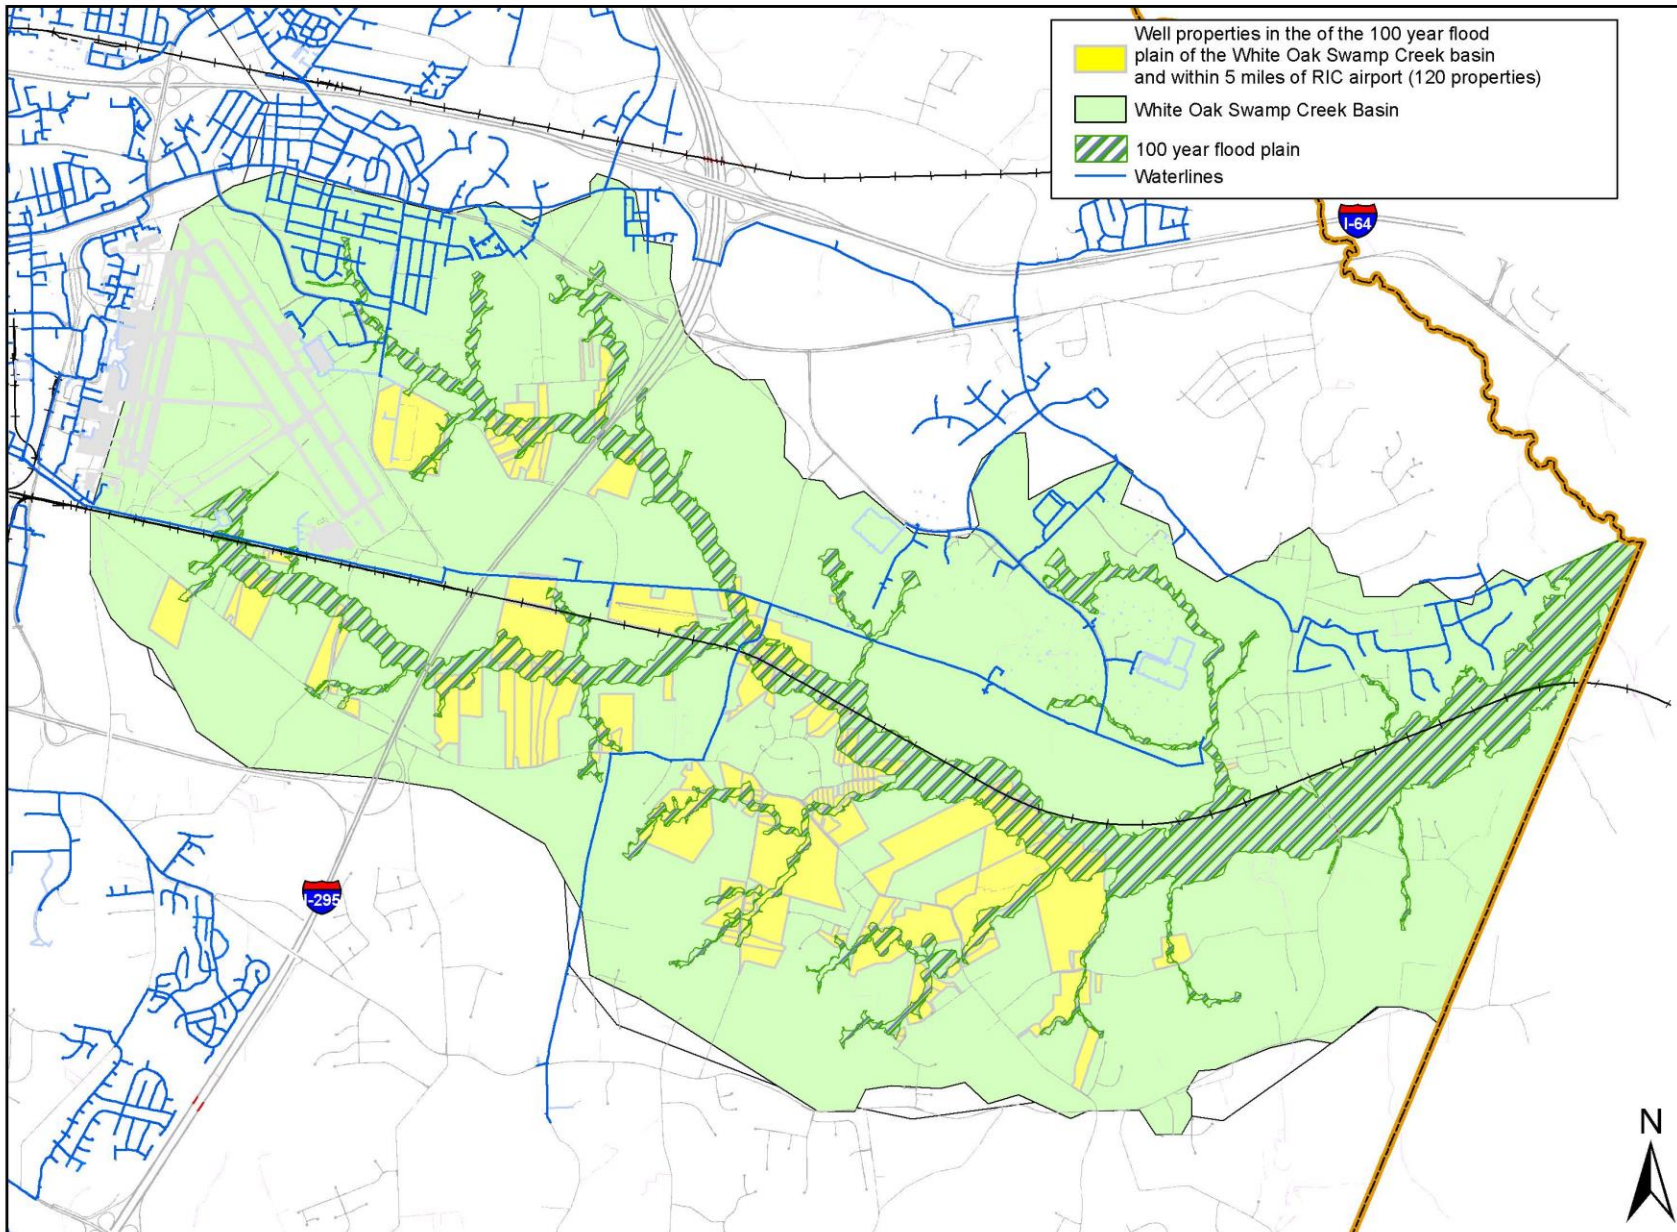 Well properties in the of the 100 year flood
plain of the White Oak Swamp Creek basin
and within 5 miles of RIC airport (120 properties)
White Oak Swamp Creek Basin
100 year flood plain
Waterlines
I-64
I-295
N